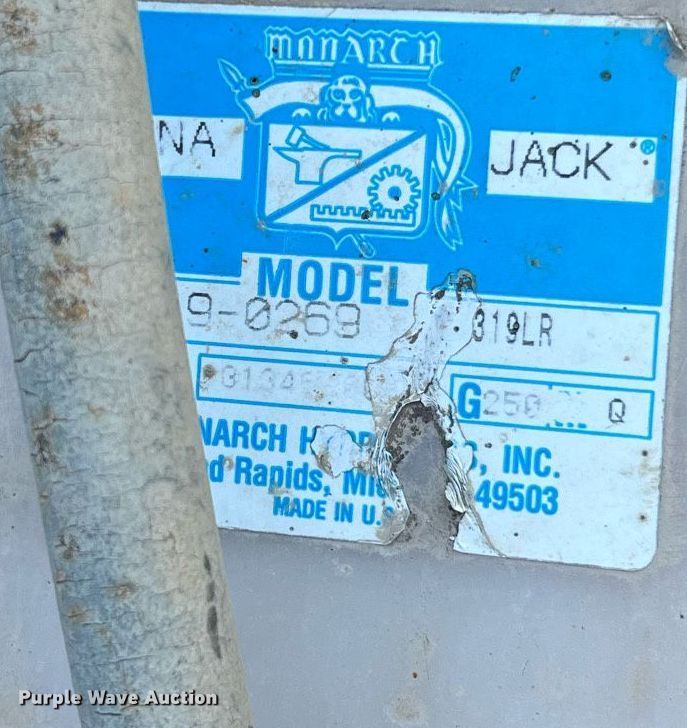 MONARCH
NA JACK®
MODEL
9-0269 319LR
G250 Q
NARCH H S, INC.
d Rapids, Mi 49503
MADE IN U.
Purple Wave Auction